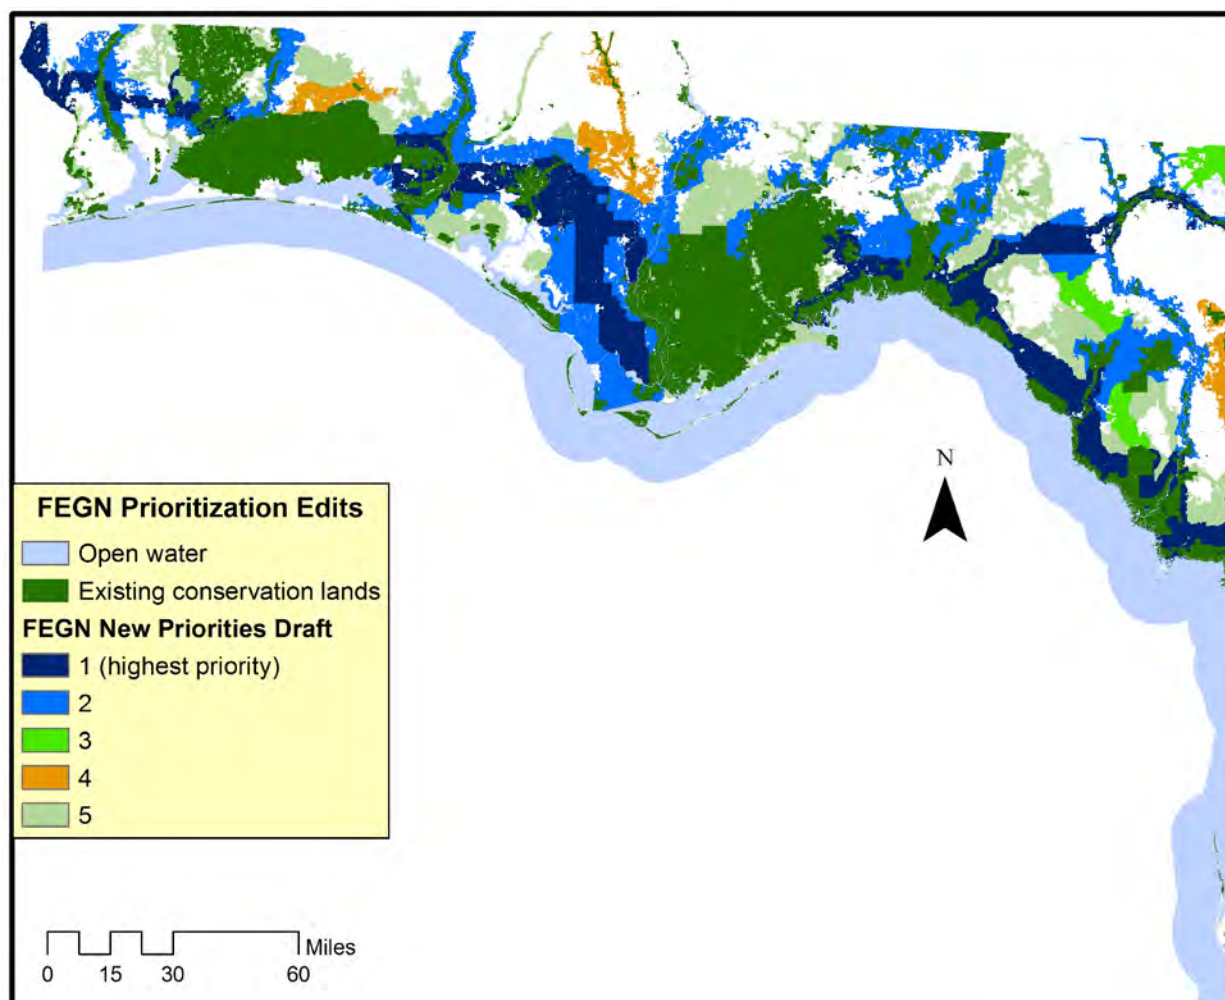 N
FEGN Prioritization Edits
Open water
Existing conservation lands
FEGN New Priorities Draft
1 (highest priority)
2
3
4
5
Miles
0 15 30 60